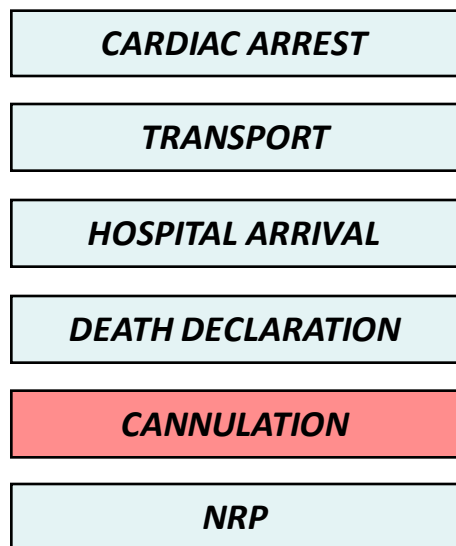 CARDIAC ARREST
TRANSPORT
HOSPITAL ARRIVAL
DEATH DECLARATION
CANNULATION
NRP